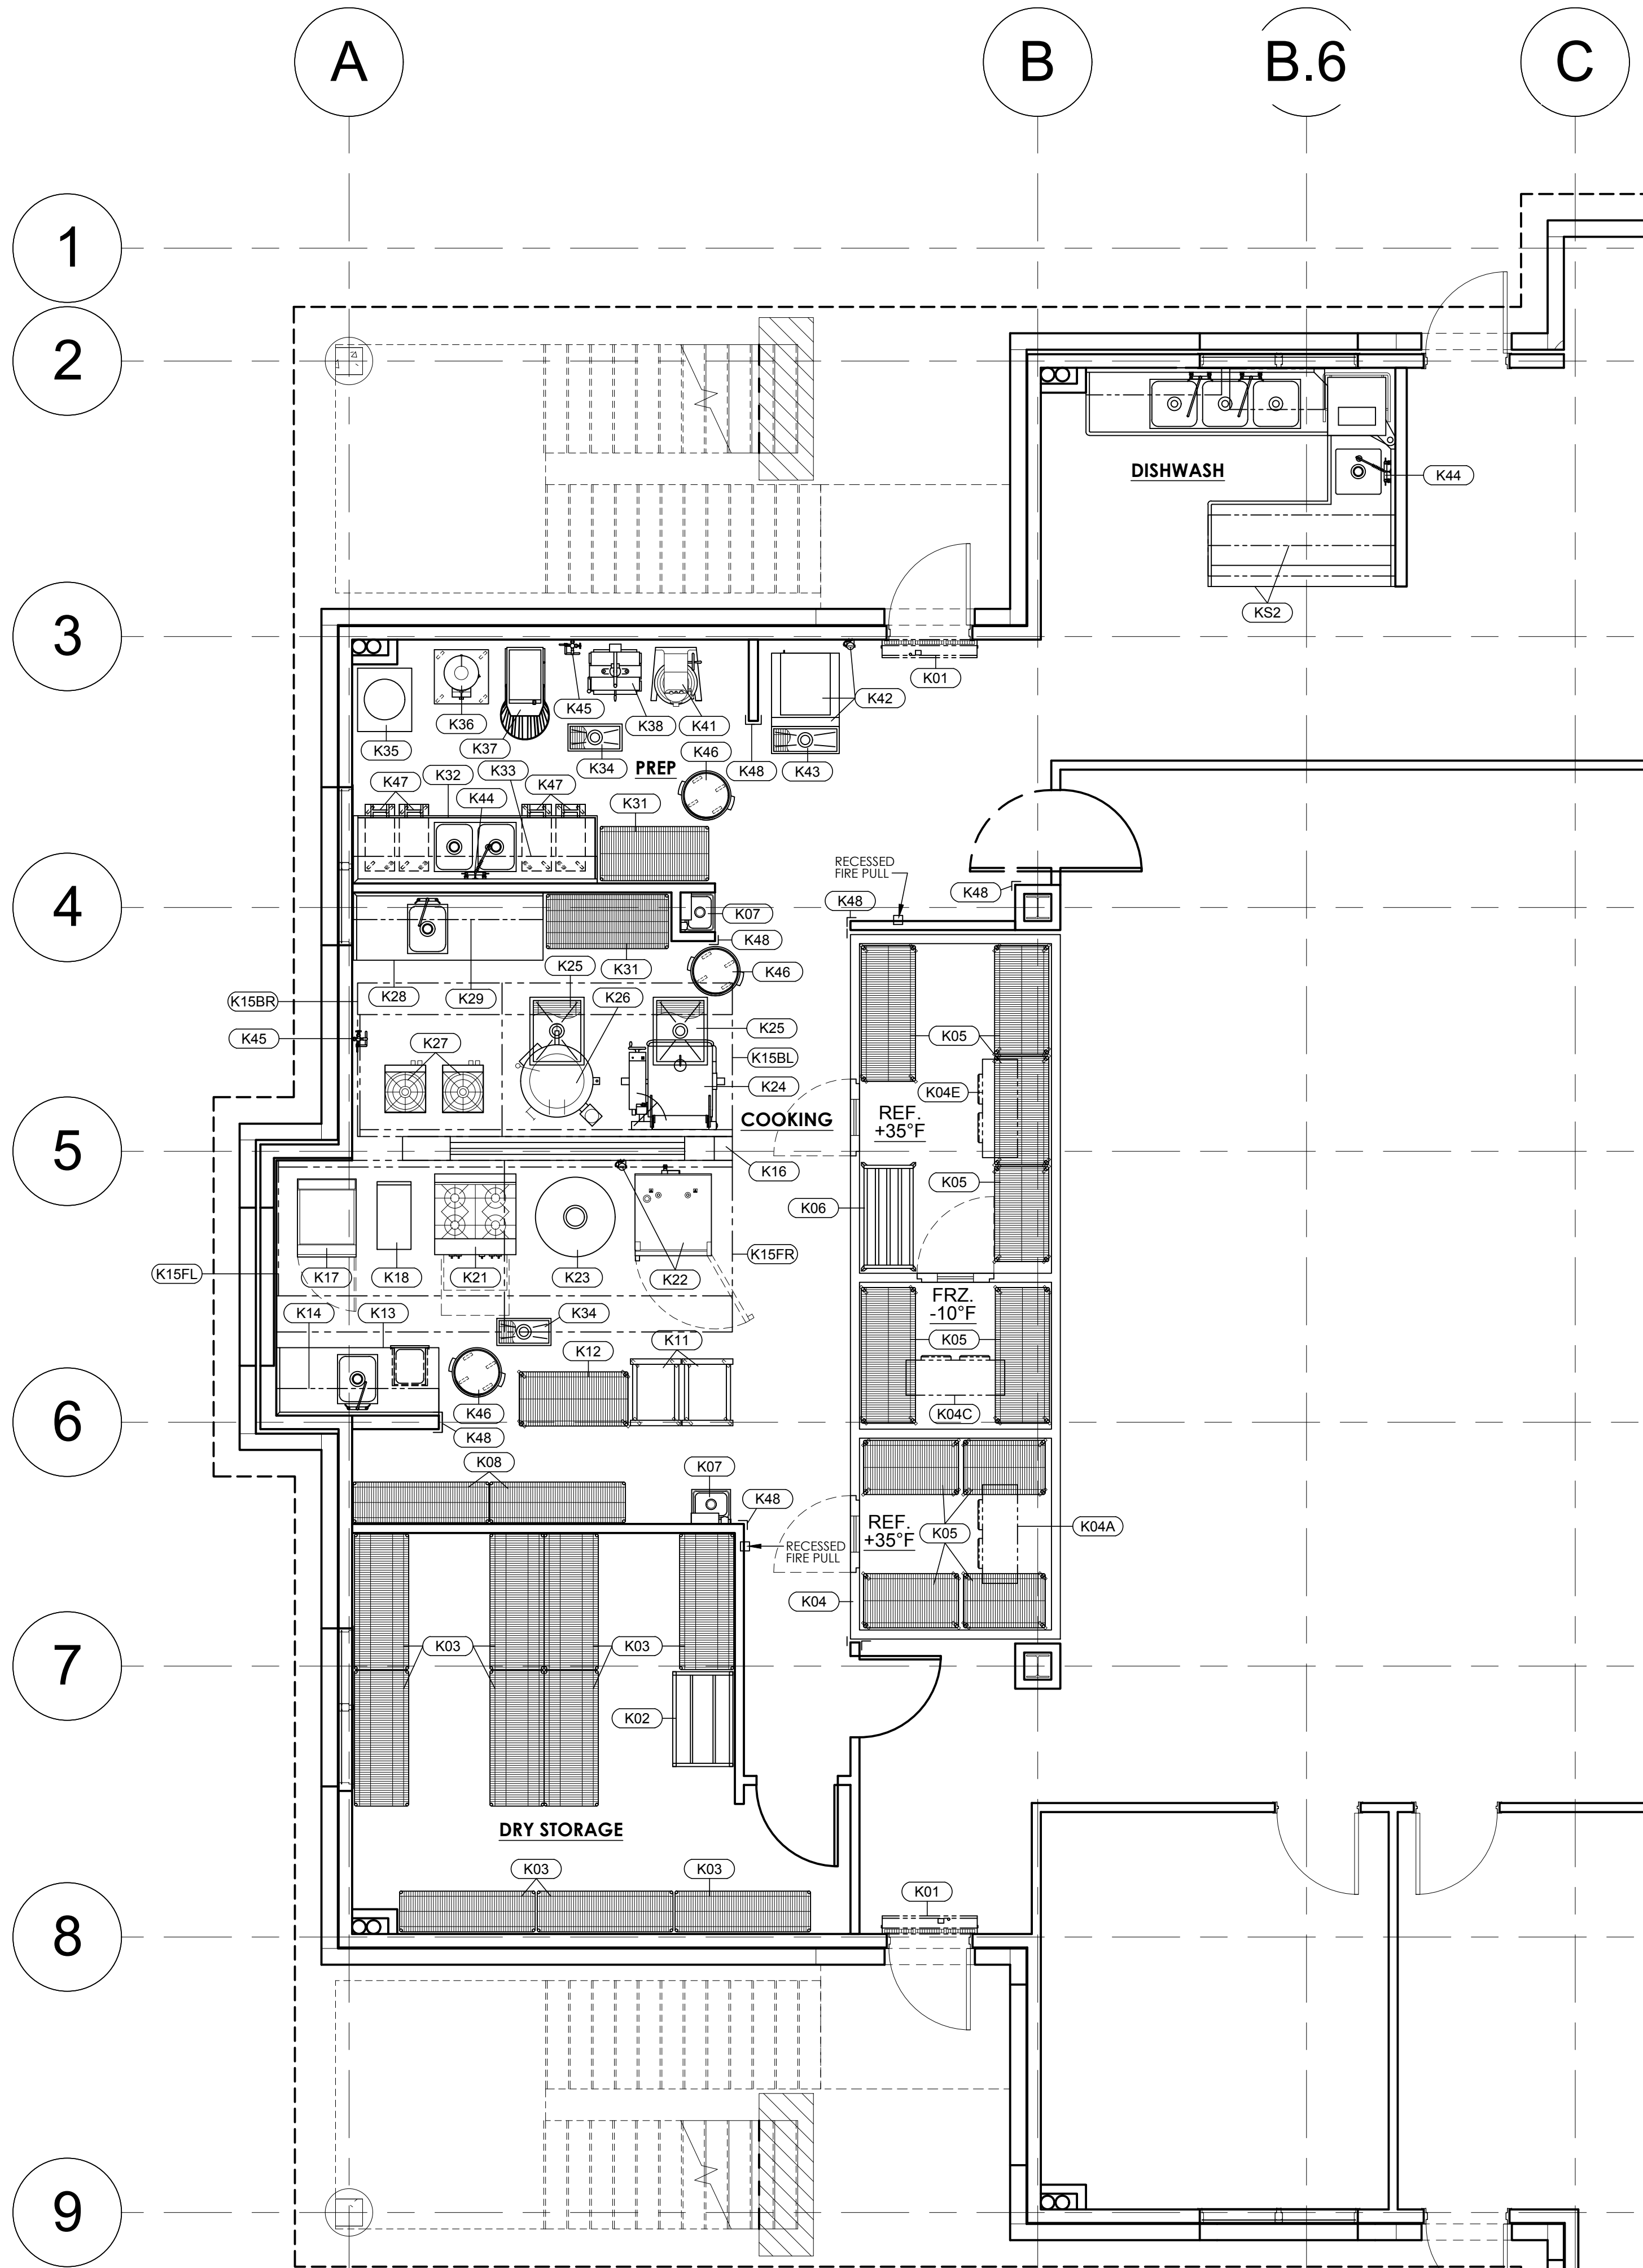 A
B
B.6
C
1
2
DISHWASH
K44
KS2
3
K01
K42
K45
K38
K41
K36
K37
K35
K34
PREP
K46
K48
K43
K47
K32
K33
K47
K44
K31
RECESSED
FIRE PULL
K48
K48
4
K07
K48
K25
K31
K46
K28
K29
K26
K15BR
K45
K27
K25
K15BL
K05
K24
K04E
COOKING
REF.
+35°F
5
K16
K05
K06
K15FR
K15FL
K17
K18
K21
K23
K22
FRZ.
-10°F
K14
K13
K34
K11
K05
K12
K46
K04C
6
K48
K08
K07
K48
REF.
+35°F
K05
K04A
RECESSED
FIRE PULL
K04
K03
K03
7
K02
DRY STORAGE
K03
K03
K01
8
9